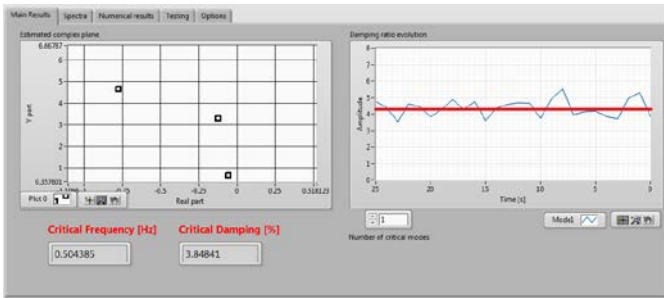 Main Results Spectra Numerical results Testing Options
Estimated complex plane
6.66787
6
5
4
3
2
1
Y part
-0.75 -0.5 -0.25 0 0.25 0.518123
Real part
Plot 0
Critical Frequency [Hz]
0.504385
Critical Damping [%]
3.84841
Damping ratio evolution
8
7
6
5
4
3
2
1
0
Amplitude
25 20 15 10 5 0
Time [s]
1
Mode1
Number of critical modes